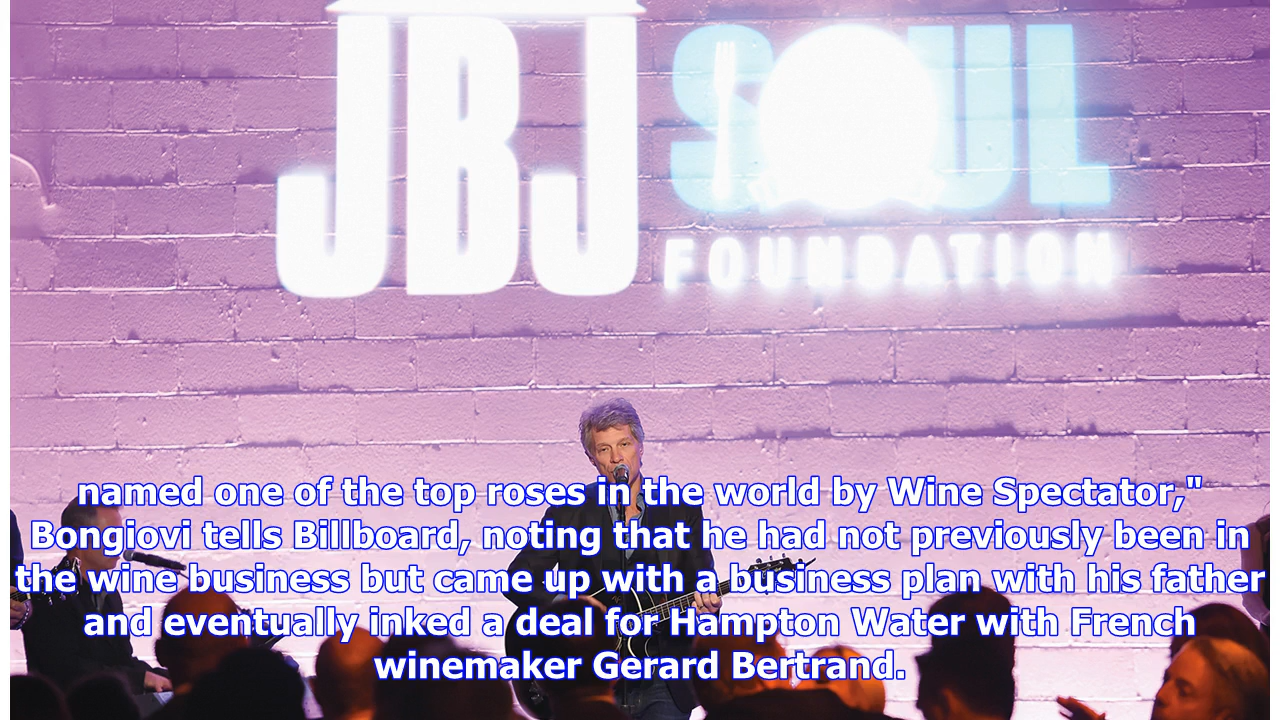 JBJ SOUL
FOUNDATION
named one of the top roses in the world by Wine Spectator,"
Bongiovi tells Billboard, noting that he had not previously been in
the wine business but came up with a business plan with his father
and eventually inked a deal for Hampton Water with French
winemaker Gerard Bertrand.